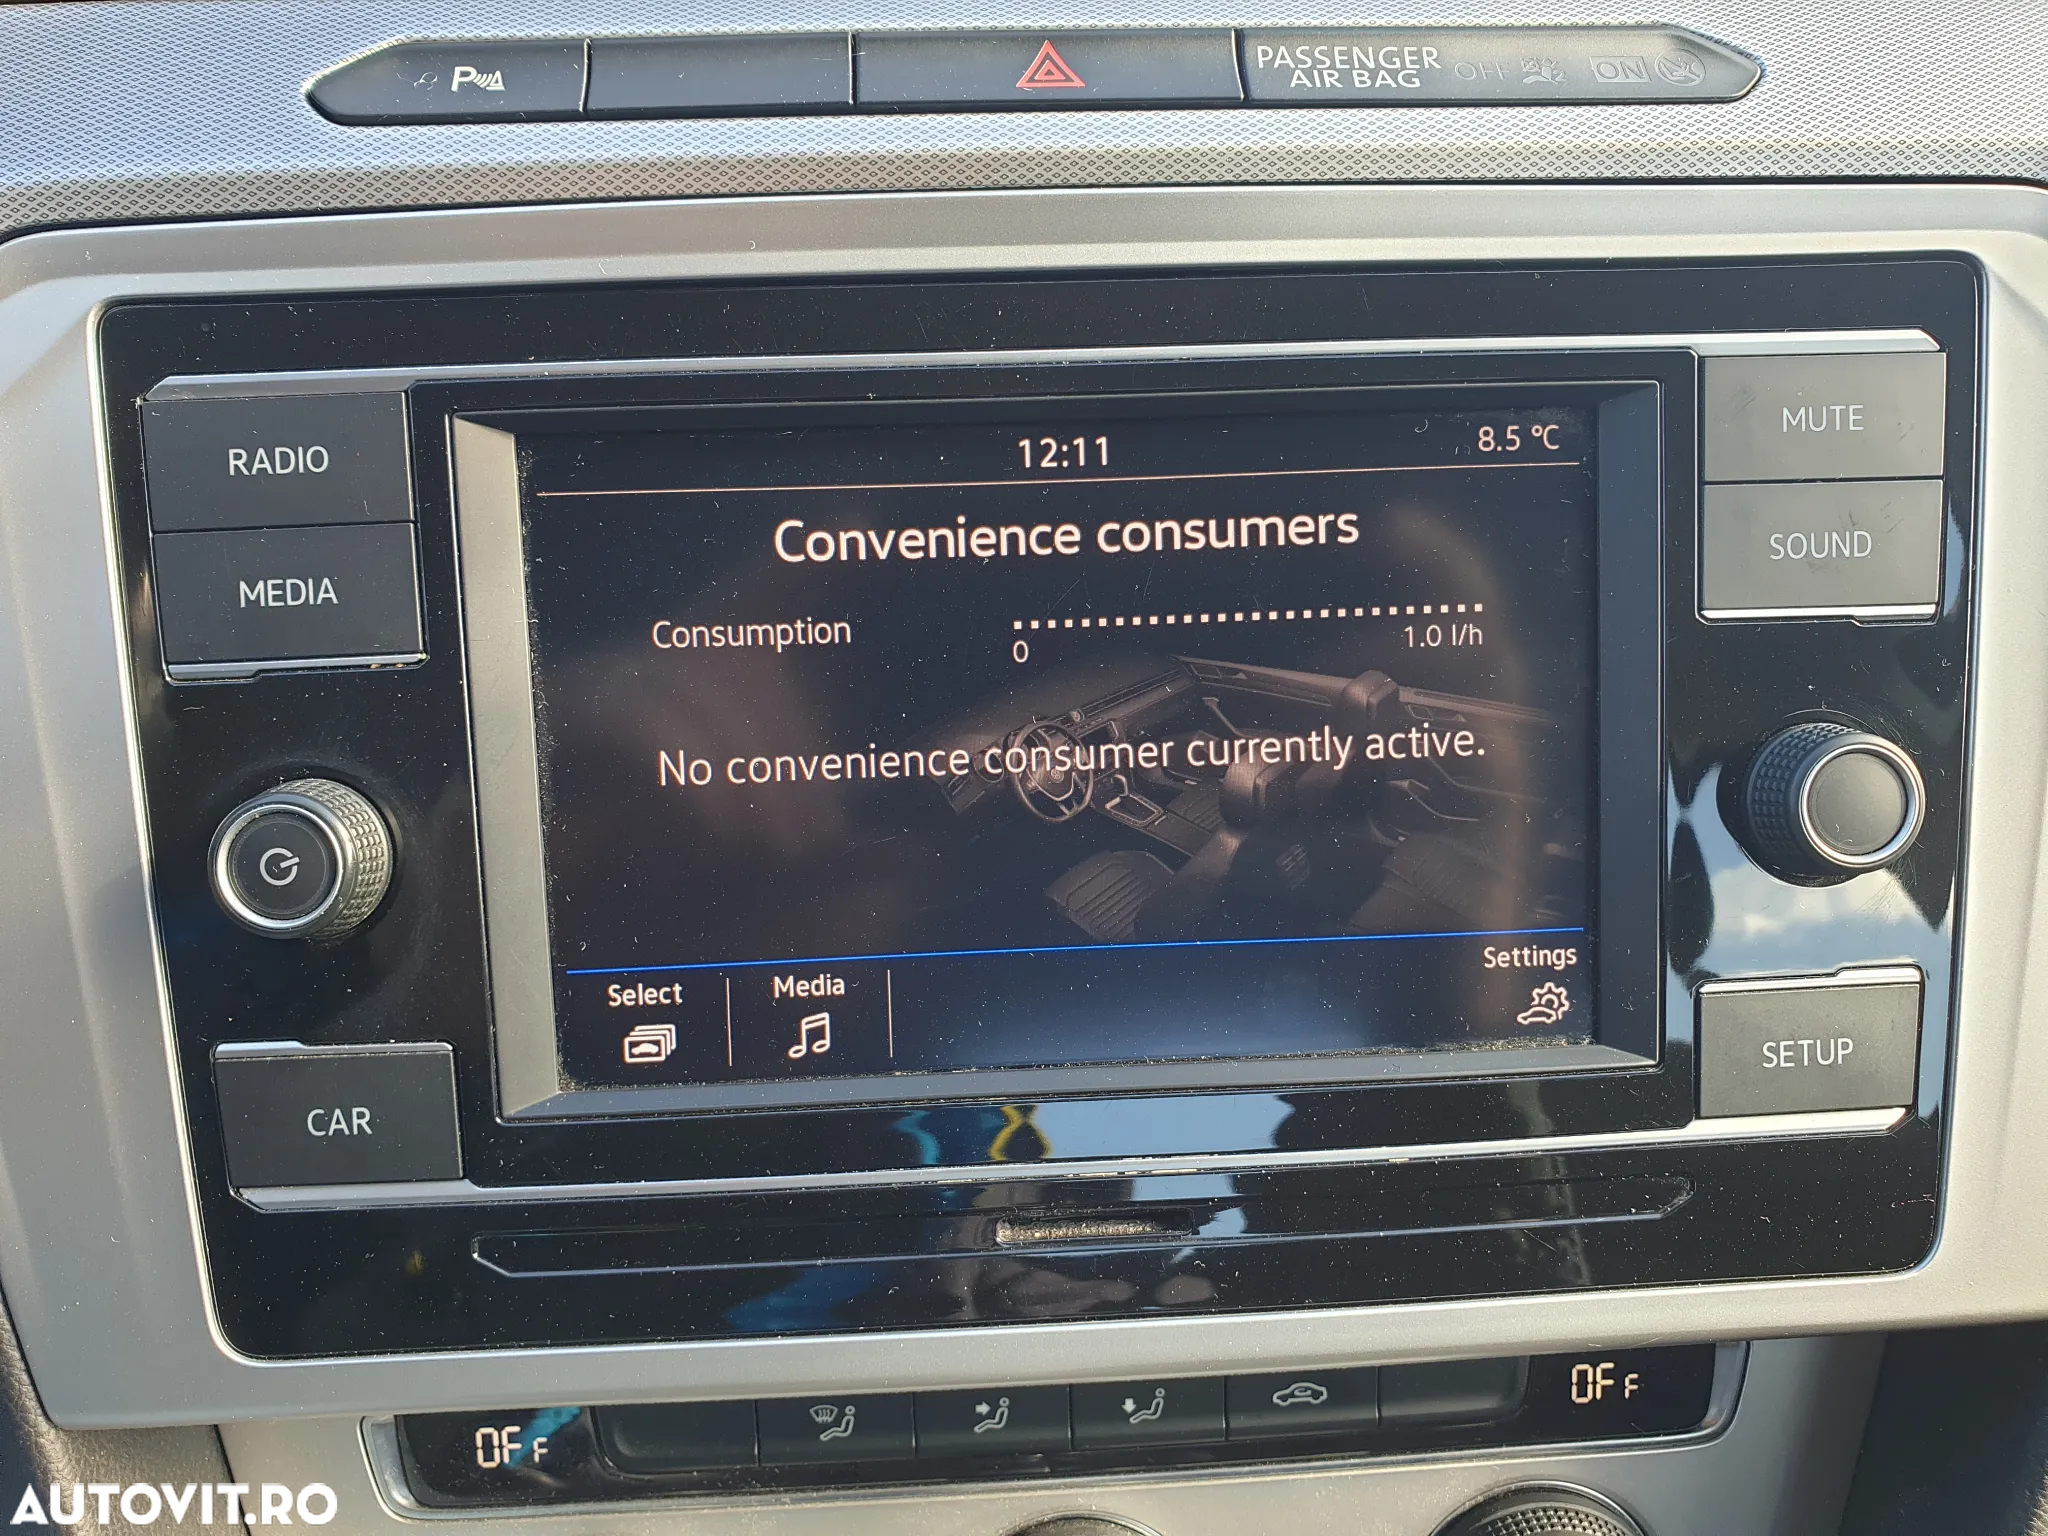 PASSENGER
AIR BAG
OFF
ON
RADIO
MEDIA
CAR
MUTE
SOUND
SETUP
12:11
8.5 °C
Convenience consumers
Consumption
0
1.0 l/h
No convenience consumer currently active.
Select
Media
Settings
OFF
OFF
AUTOVIT.RO